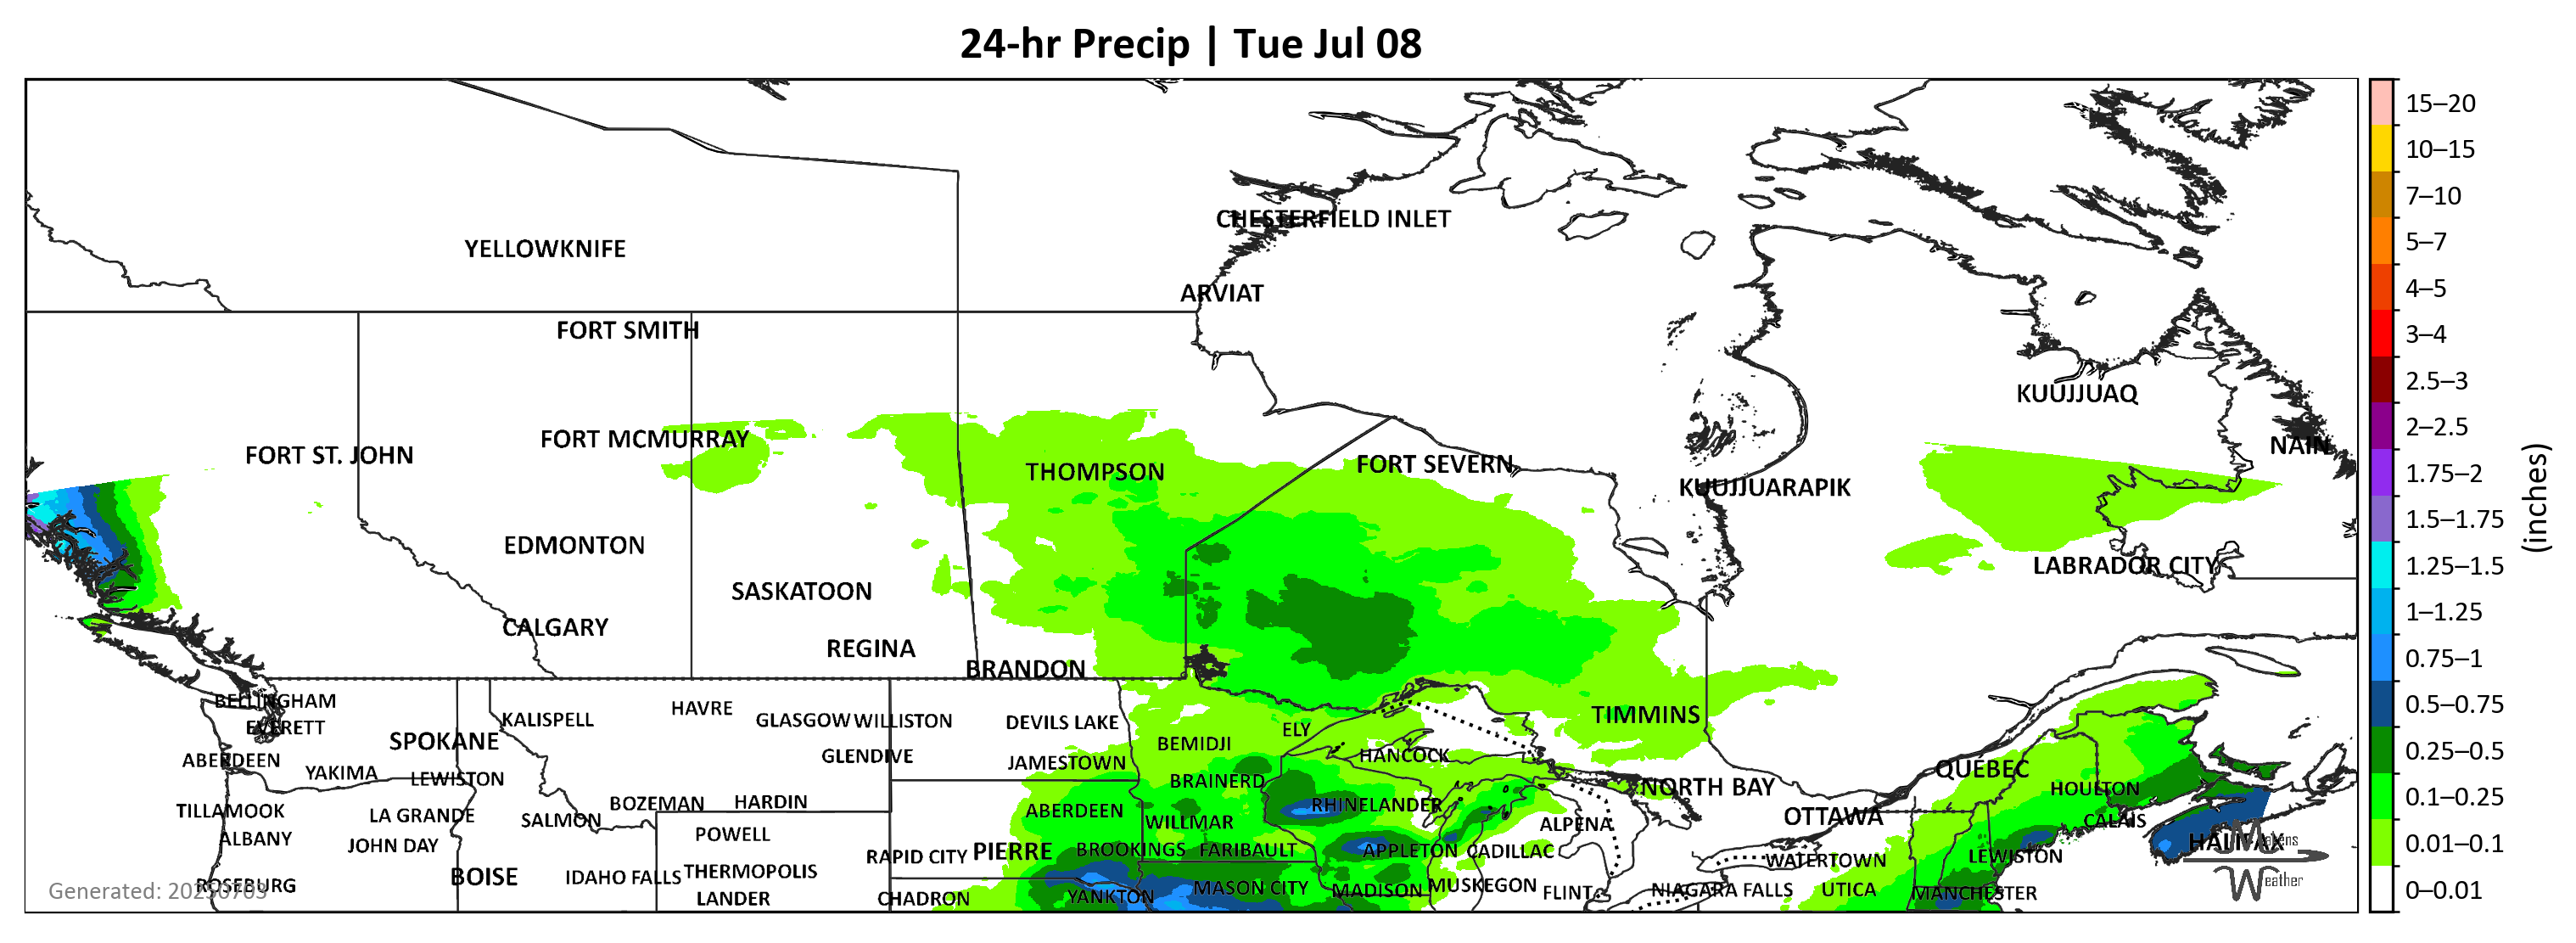 24-hr Precip | Tue Jul 08
CHESTERFIELD INLET
YELLOWKNIFE
ARVIAT
FORT SMITH
KUUJJUAQ
FORT MCMURRAY
NAIN
FORT ST. JOHN
THOMPSON
FORT SEVERN
KUUJJUARAPIK
EDMONTON
LABRADOR CITY
SASKATOON
CALGARY
REGINA
BRANDON
BELLINGHAM
HAVRE
KALISPELL
GLASGOW WILLISTON
DEVILS LAKE
TIMMINS
EVERETT
ELY
SPOKANE
BEMIDJI
ABERDEEN
GLENDIVE
JAMESTOWN
HANCOCK
QUÉBEC
YAKIMA
LEWISTON
BRAINERD
NORTH BAY
HOULTON
TILLAMOOK
LA GRANDE
SALMON
BOZEMAN
HARDIN
ABERDEEN
RHINELANDER
WILLMAR
ALPENA
OTTAWA
CALAIS
ALBANY
JOHN DAY
POWELL
RAPID CITY
PIERRE
BROOKINGS
FARIBAULT
APPLETON
CADILLAC
WATERTOWN
LEWISTON
HALIFAX
Matens
Weather
ROSEBURG
BOISE
IDAHO FALLS
THERMOPOLIS
LANDER
CHADRON
YANKTON
MASON CITY
MADISON
MUSKEGON
FLINT
NIAGARA FALLS
UTICA
MANCHESTER
Generated: 20250703
15–20
10–15
7–10
5–7
4–5
3–4
2.5–3
2–2.5
1.75–2
1.5–1.75
1.25–1.5
1–1.25
0.75–1
0.5–0.75
0.25–0.5
0.1–0.25
0.01–0.1
0–0.01
(inches)